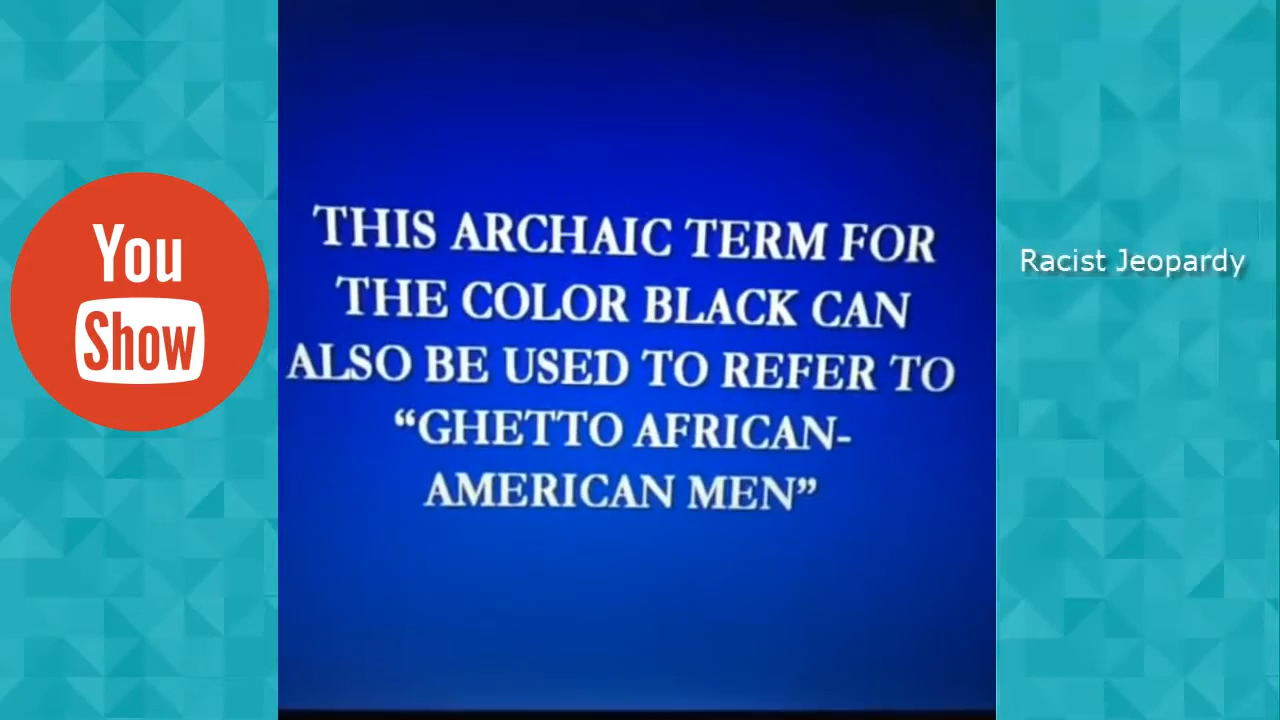 You
Show
THIS ARCHAIC TERM FOR
THE COLOR BLACK CAN
ALSO BE USED TO REFER TO
“GHETTO AFRICAN-
AMERICAN MEN”
Racist Jeopardy